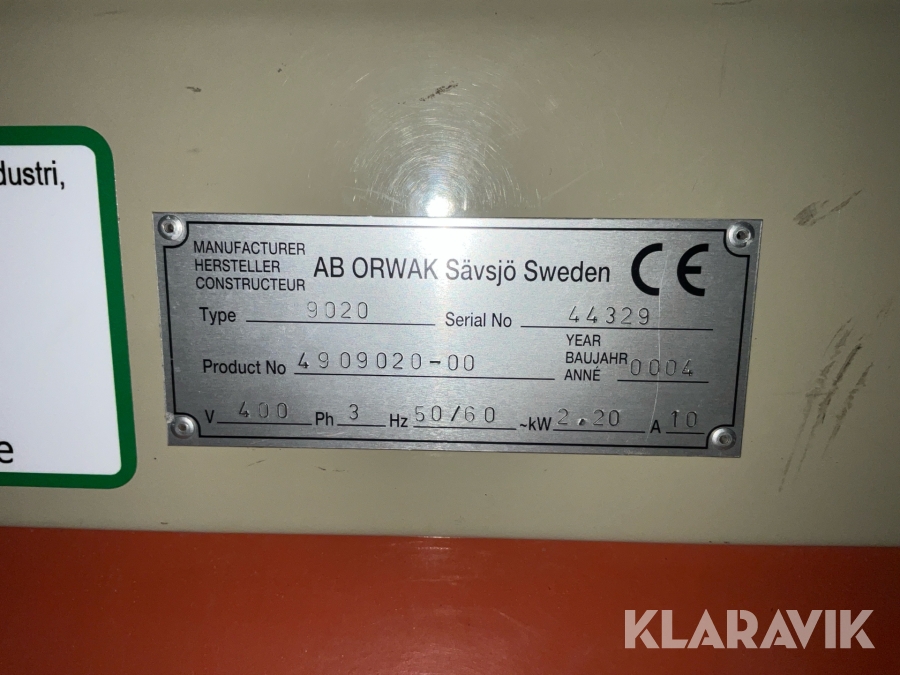 dustri,
e
MANUFACTURER
HERSTELLER
CONSTRUCTEUR
AB ORWAK Sävsjö Sweden CE
Type 9020 Serial No 44329
Product No 4909020-00
YEAR
BAUJAHR
ANNÉ 0004
V 400 Ph 3 Hz 50/60 ~kW 2.20 A 10
KLARAVIK